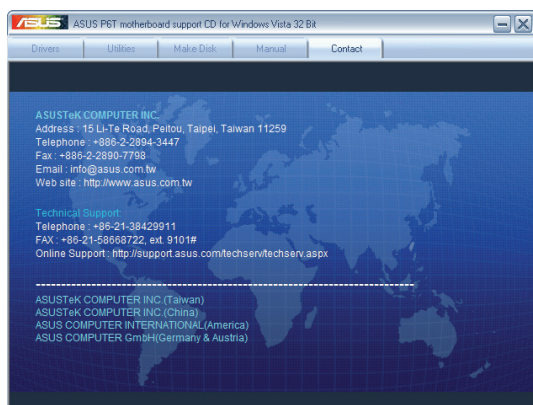 ASUS ASUS P6T motherboard support CD for Windows Vista 32 Bit
Drivers Utilities Make Disk Manual Contact
ASUSTeK COMPUTER INC.
Address : 15 Li-Te Road, Peitou, Taipei, Taiwan 11259
Telephone : +886-2-2894-3447
Fax : +886-2-2890-7798
Email : info@asus.com.tw
Web site : http://www.asus.com.tw
Technical Support:
Telephone : +86-21-38429911
FAX : +86-21-58668722, ext. 9101#
Online Support : http://support.asus.com/techserv/techserv.aspx
ASUSTeK COMPUTER INC.(Taiwan)
ASUSTeK COMPUTER INC.(China)
ASUS COMPUTER INTERNATIONAL(America)
ASUS COMPUTER GmbH(Germany & Austria)